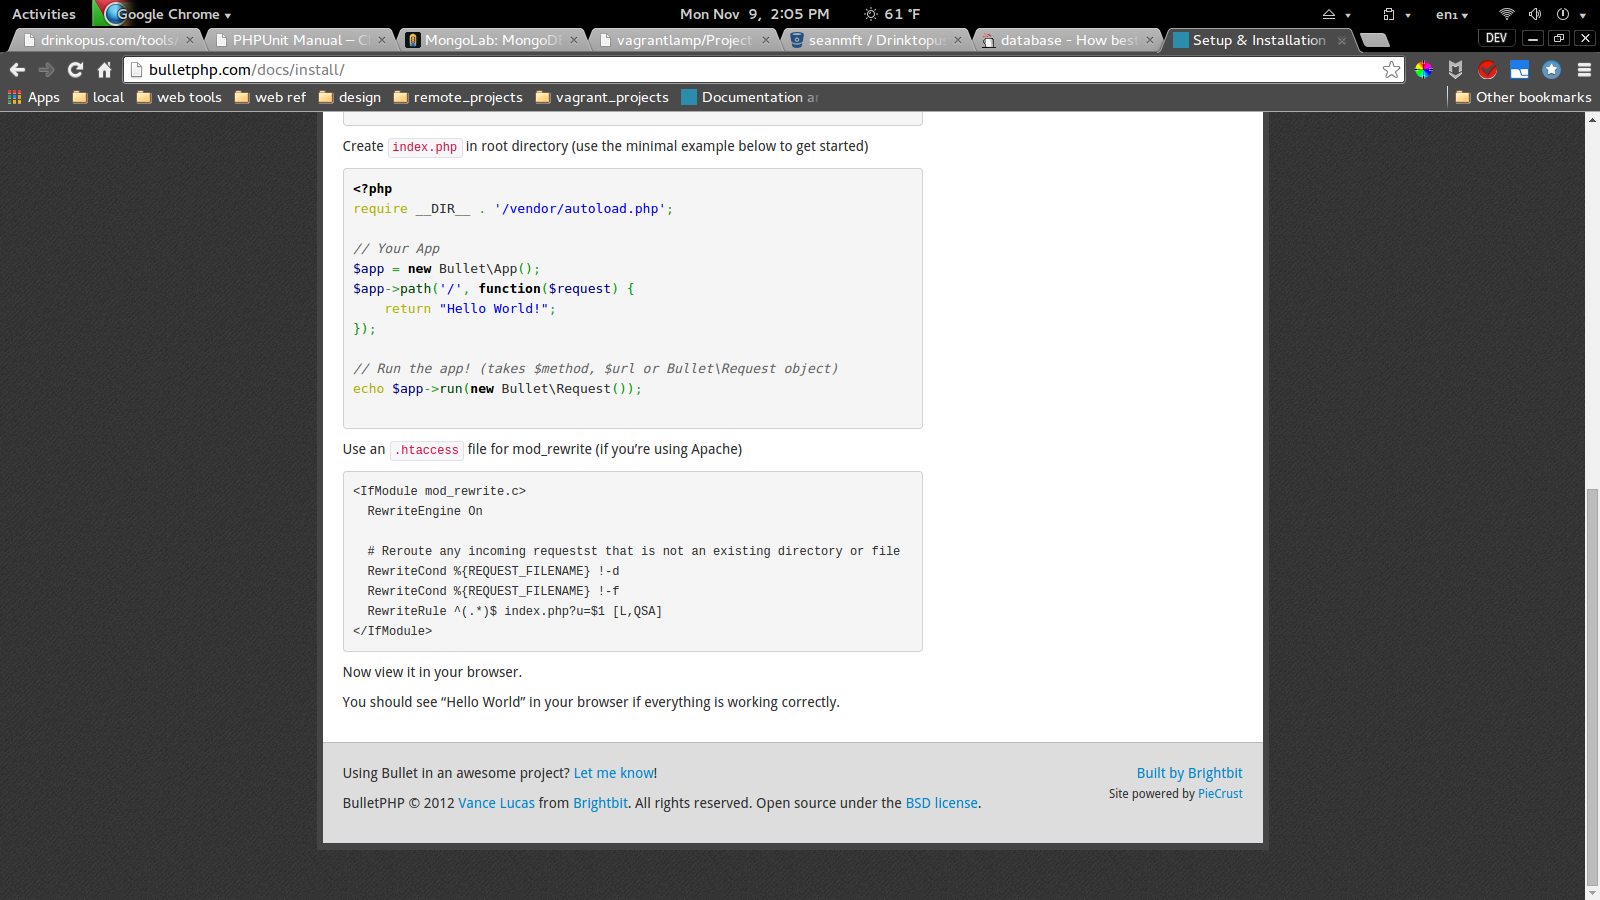 Activities Google Chrome Mon Nov 9, 2:05 PM 61 °F en₁
drinkopus.com/tools/ PHPUnit Manual – C MongoLab: MongoD vagrantlamp/Project seanmft / Drinktopus database - How best Setup & Installation DEV
bulletphp.com/docs/install/
Apps local web tools web ref design remote_projects vagrant_projects Documentation ar Other bookmarks
Create index.php in root directory (use the minimal example below to get started)
<?php
require __DIR__ . '/vendor/autoload.php';
// Your App
$app = new Bullet\App();
$app->path('/', function($request) {
    return "Hello World!";
});
// Run the app! (takes $method, $url or Bullet\Request object)
echo $app->run(new Bullet\Request());
Use an .htaccess file for mod_rewrite (if you’re using Apache)
<IfModule mod_rewrite.c>
  RewriteEngine On
  # Reroute any incoming requestst that is not an existing directory or file
  RewriteCond %{REQUEST_FILENAME} !-d
  RewriteCond %{REQUEST_FILENAME} !-f
  RewriteRule ^(.*)$ index.php?u=$1 [L,QSA]
</IfModule>
Now view it in your browser.
You should see “Hello World” in your browser if everything is working correctly.
Using Bullet in an awesome project? Let me know! Built by Brightbit
BulletPHP © 2012 Vance Lucas from Brightbit. All rights reserved. Open source under the BSD license. Site powered by PieCrust